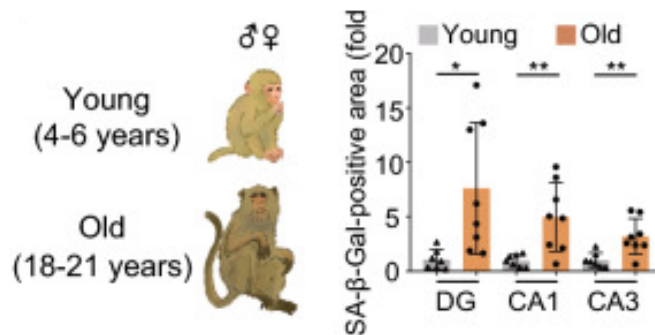 ♂♀
Young
(4-6 years)
Old
(18-21 years)
SA-β-Gal-positive area (fold
Young Old
20
15
10
5
0
* ** **
DG CA1 CA3